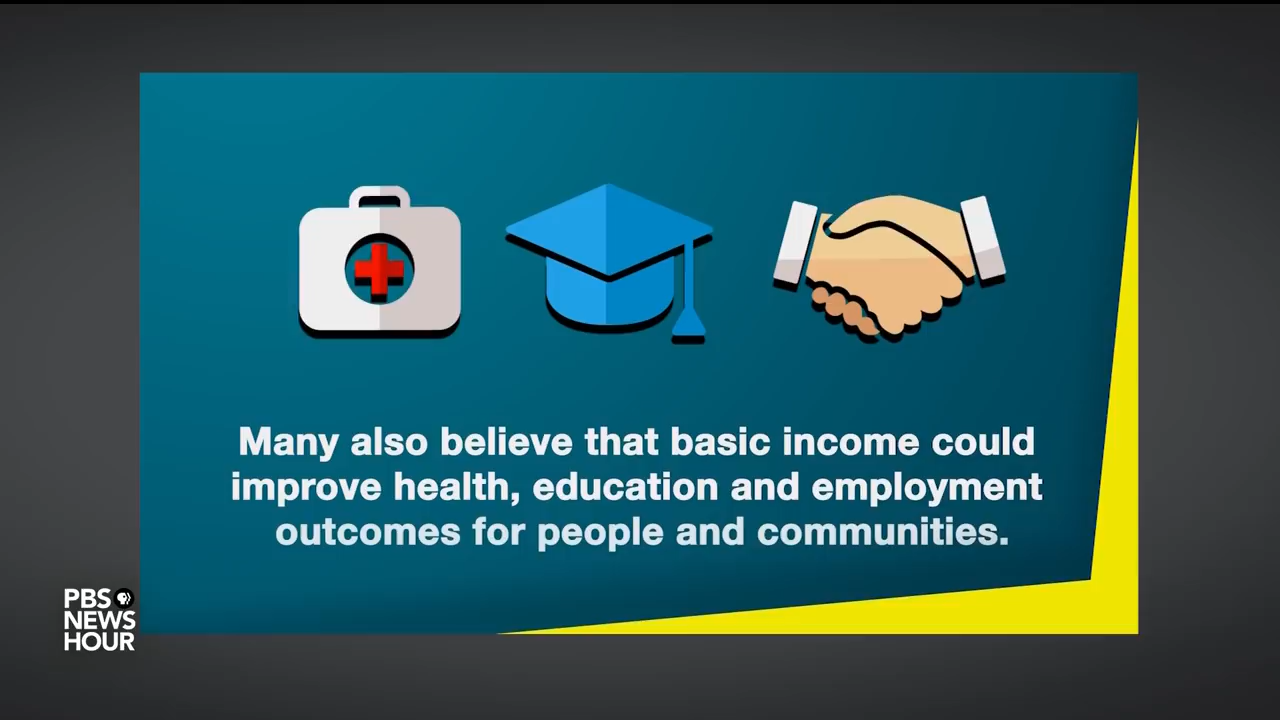 Many also believe that basic income could
improve health, education and employment
outcomes for people and communities.
PBS
NEWS
HOUR